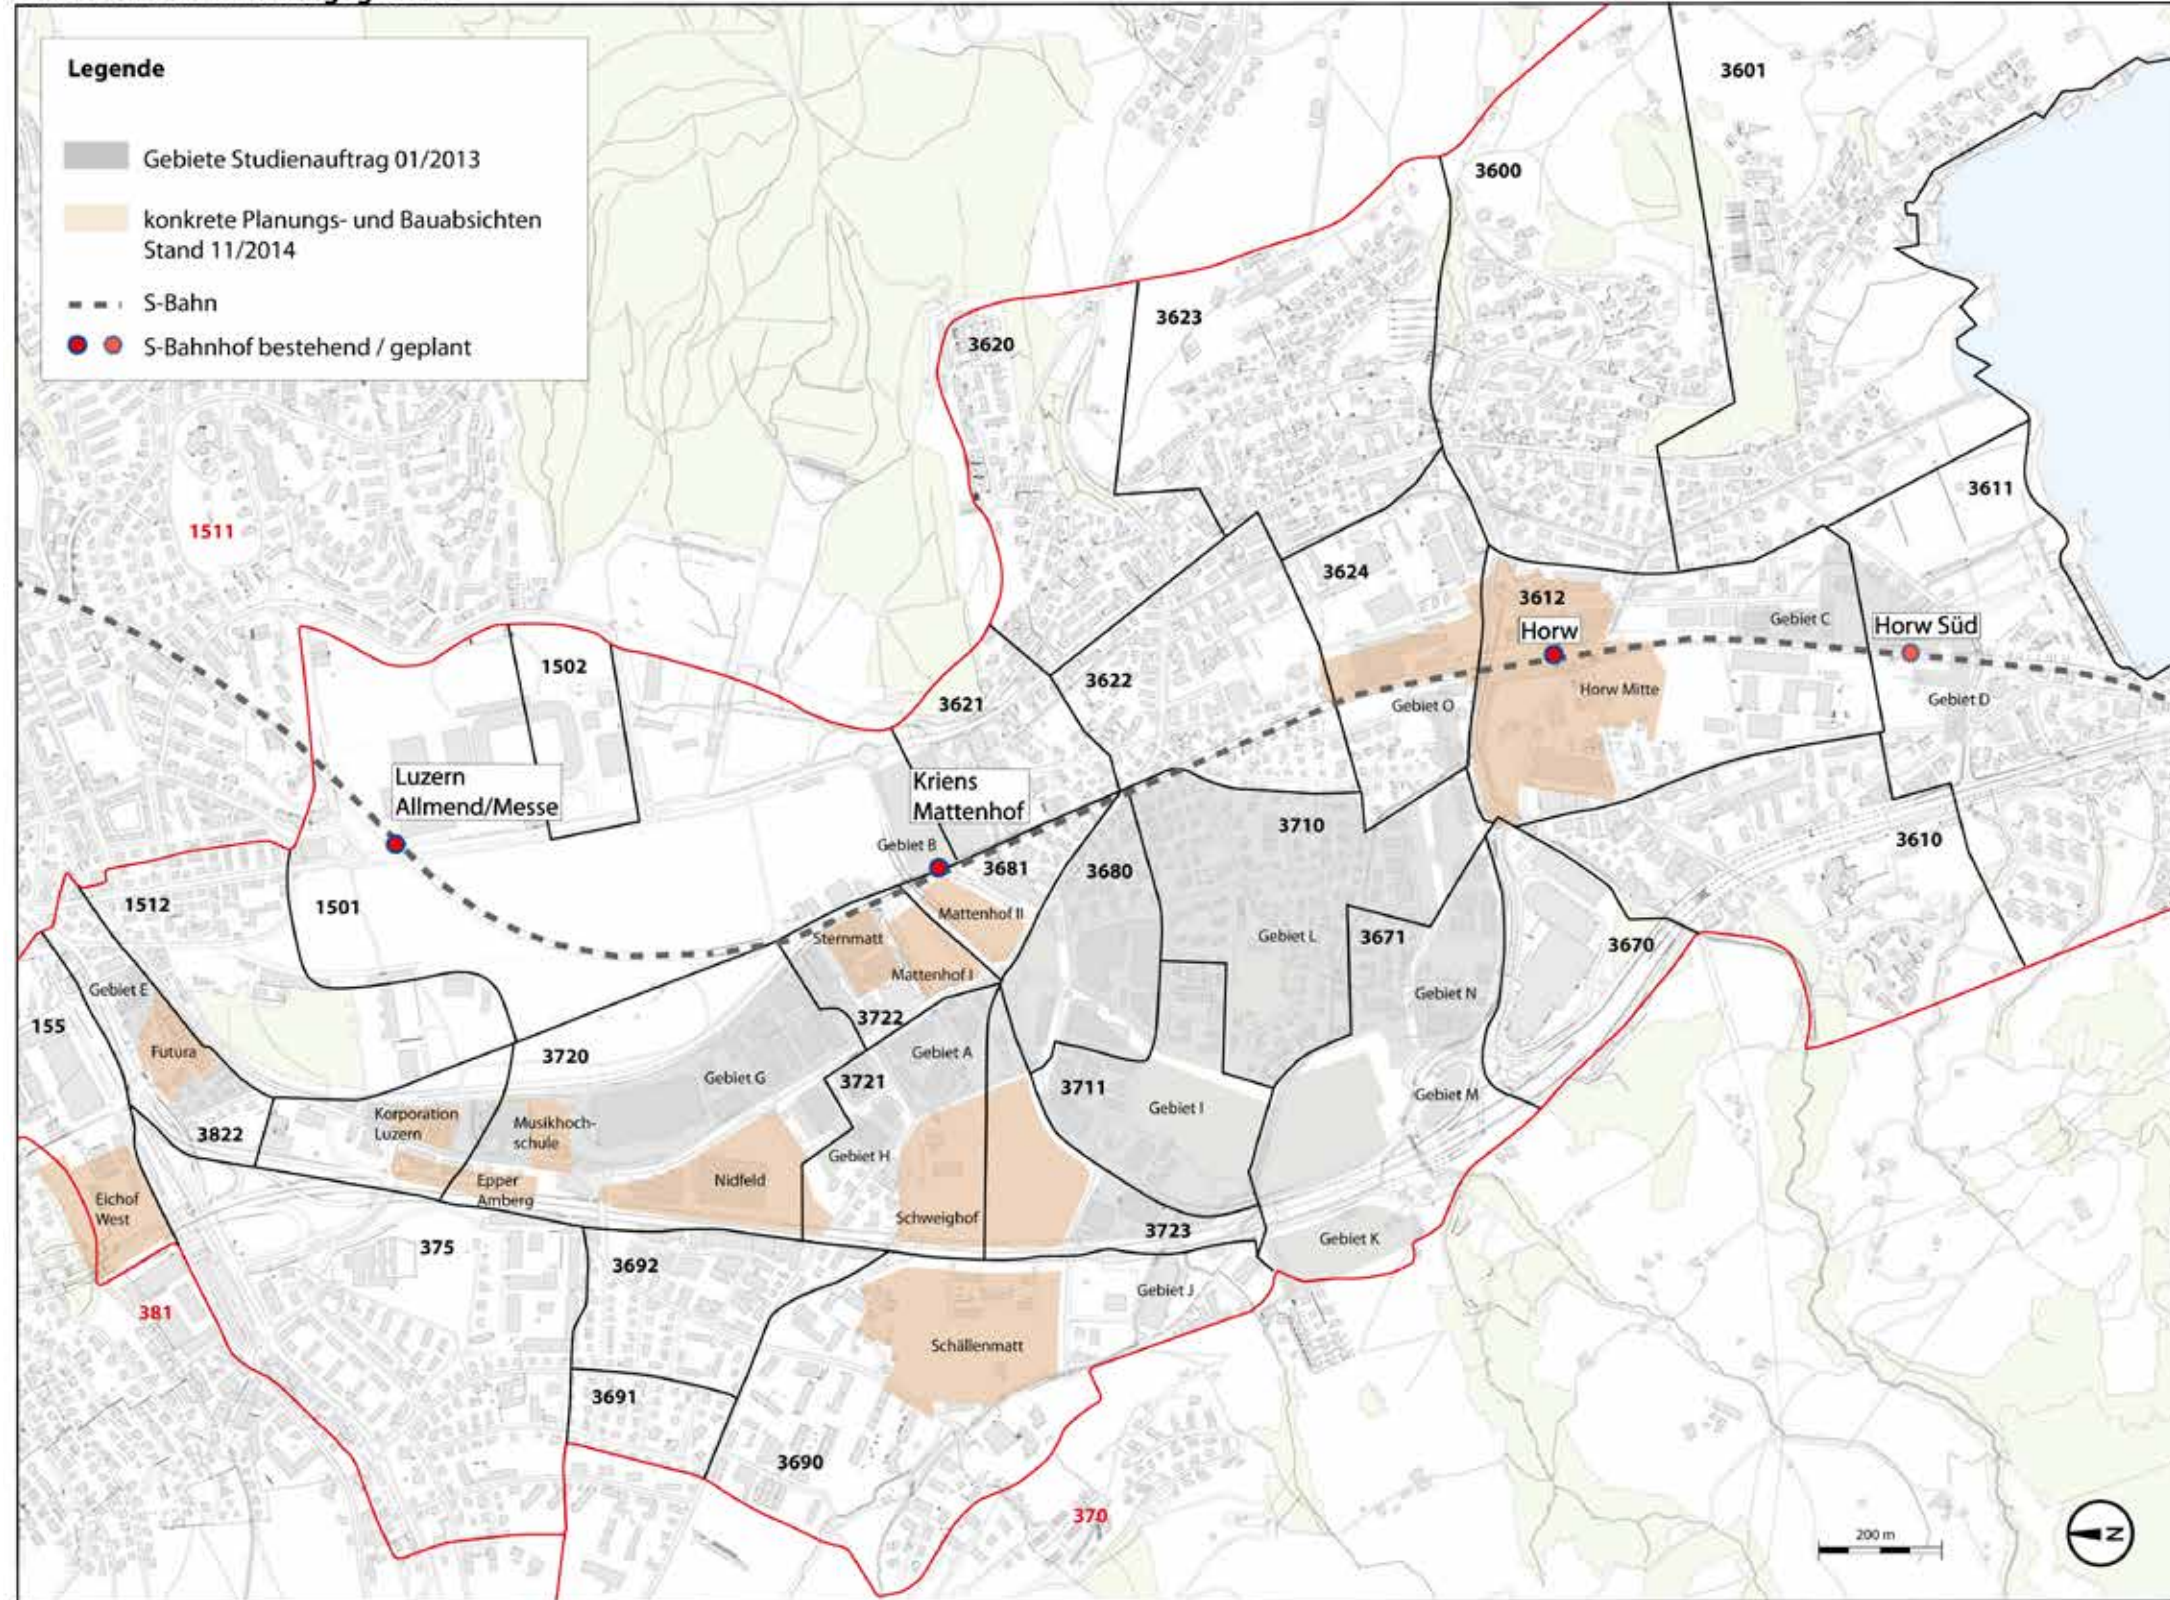 Legende
Gebiete Studienauftrag 01/2013
konkrete Planungs- und Bauabsichten
Stand 11/2014
S-Bahn
S-Bahnhof bestehend / geplant
3601
3600
3623
3620
3611
1511
3624
3612
Horw
Gebiet C
Horw Süd
1502
3622
3621
Horw Mitte
Gebiet O
Gebiet D
Luzern
Allmend/Messe
Kriens
Mattenhof
3710
3610
Gebiet B
3681
3680
1512
1501
Mattenhof II
Sternmatt
Gebiet L
3671
3670
Mattenhof I
Gebiet E
Gebiet N
155
3722
Futura
3720
Gebiet A
Gebiet G
3721
3711
Gebiet I
Gebiet M
Korporation
Luzern
Musikhoch-
schule
3822
Gebiet H
Epper
Amberg
Nidfeld
Eichof
West
Schweighof
3723
Gebiet K
375
3692
Gebiet J
381
Schällenmatt
3691
3690
370
200 m
N